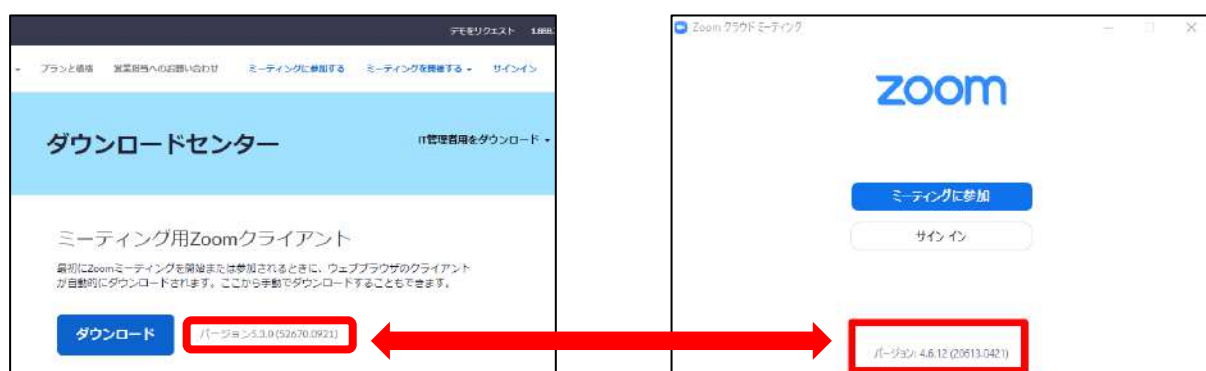 デモをリクエスト 1.888.
プランと価格 営業担当へのお問い合わせ ミーティングに参加する ミーティングを開催する サインイン
ダウンロードセンター
IT管理者用をダウンロード
ミーティング用Zoomクライアント
最初にZoomミーティングを開始または参加されるときに、ウェブブラウザのクライアント
が自動的にダウンロードされます。ここから手動でダウンロードすることもできます。
ダウンロード
バージョン5.3.0 (52670.0921)
Zoom クラウド ミーティング
zoom
ミーティングに参加
サイン イン
バージョン: 4.6.12 (20613.0421)